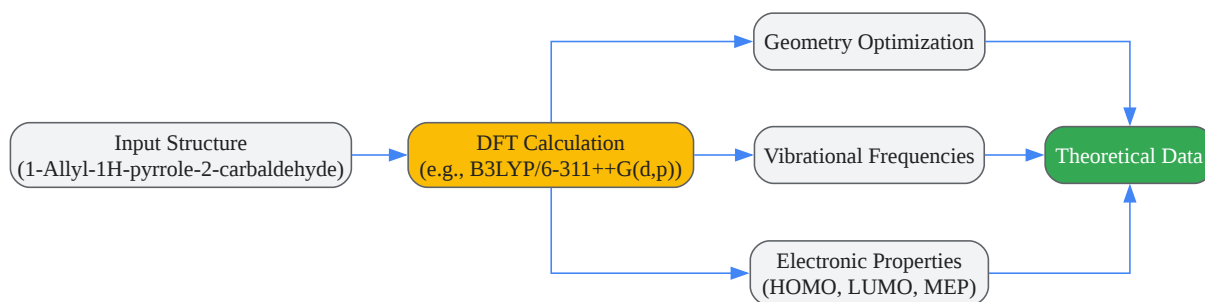 Input Structure
(1-Allyl-1H-pyrrole-2-carbaldehyde)
DFT Calculation
(e.g., B3LYP/6-311++G(d,p))
Geometry Optimization
Vibrational Frequencies
Electronic Properties
(HOMO, LUMO, MEP)
Theoretical Data